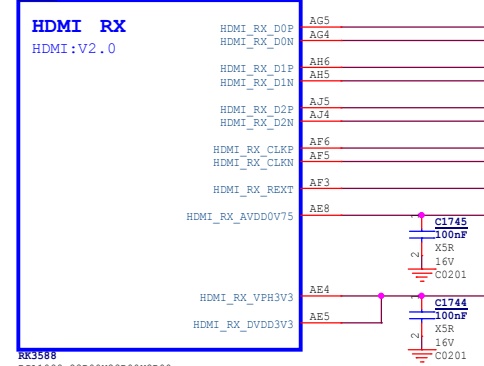 HDMI RX
HDMI:V2.0
HDMI_RX_D0P AG5
HDMI_RX_D0N AG4
HDMI_RX_D1P AH6
HDMI_RX_D1N AH5
HDMI_RX_D2P AJ5
HDMI_RX_D2N AJ4
HDMI_RX_CLKP AF6
HDMI_RX_CLKN AF5
HDMI_RX_REXT AF3
HDMI_RX_AVDD0V75 AE8
C1745
100nF
X5R
2 16V
C0201
HDMI_RX_VPH3V3 AE4
HDMI_RX_DVDD3V3 AE5
C1744
100nF
X5R
2 16V
C0201
RK3588